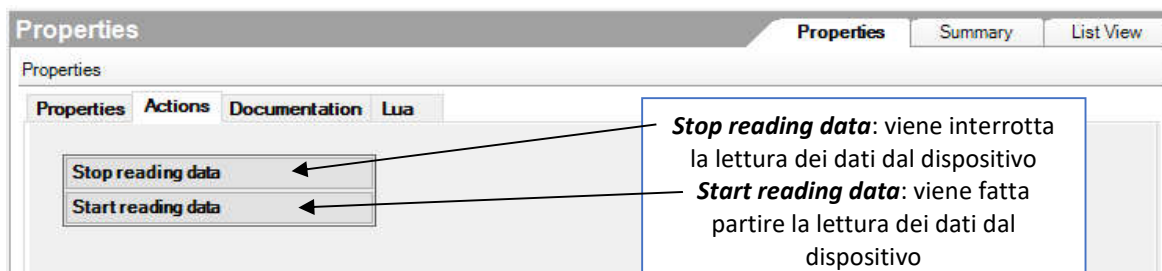 Properties
Properties Summary List View
Properties
Properties Actions Documentation Lua
Stop reading data
Start reading data
Stop reading data: viene interrotta
la lettura dei dati dal dispositivo
Start reading data: viene fatta
partire la lettura dei dati dal
dispositivo